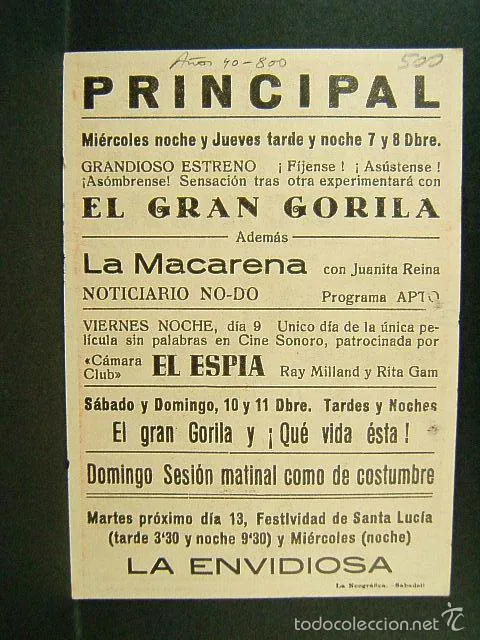 Años 40-800
500
PRINCIPAL
Miércoles noche y Jueves tarde y noche 7 y 8 Dbre.
GRANDIOSO ESTRENO ¡Fíjense! ¡Asústense!
¡Asómbrense! Sensación tras otra experimentará con
EL GRAN GORILA
Además
La Macarena con Juanita Reina
NOTICIARIO NO-DO Programa APTO
VIERNES NOCHE, día 9 Unico día de la única pe-
lícula sin palabras en Cine Sonoro, patrocinada por
«Cámara Club» EL ESPIA Ray Milland y Rita Gam
Sábado y Domingo, 10 y 11 Dbre. Tardes y Noches
El gran Gorila y ¡Qué vida ésta!
Domingo Sesión matinal como de costumbre
Martes próximo día 13, Festividad de Santa Lucía
(tarde 3'30 y noche 9'30) y Miércoles (noche)
LA ENVIDIOSA
La Neográfica.-Sabadell
todocoleccion.net